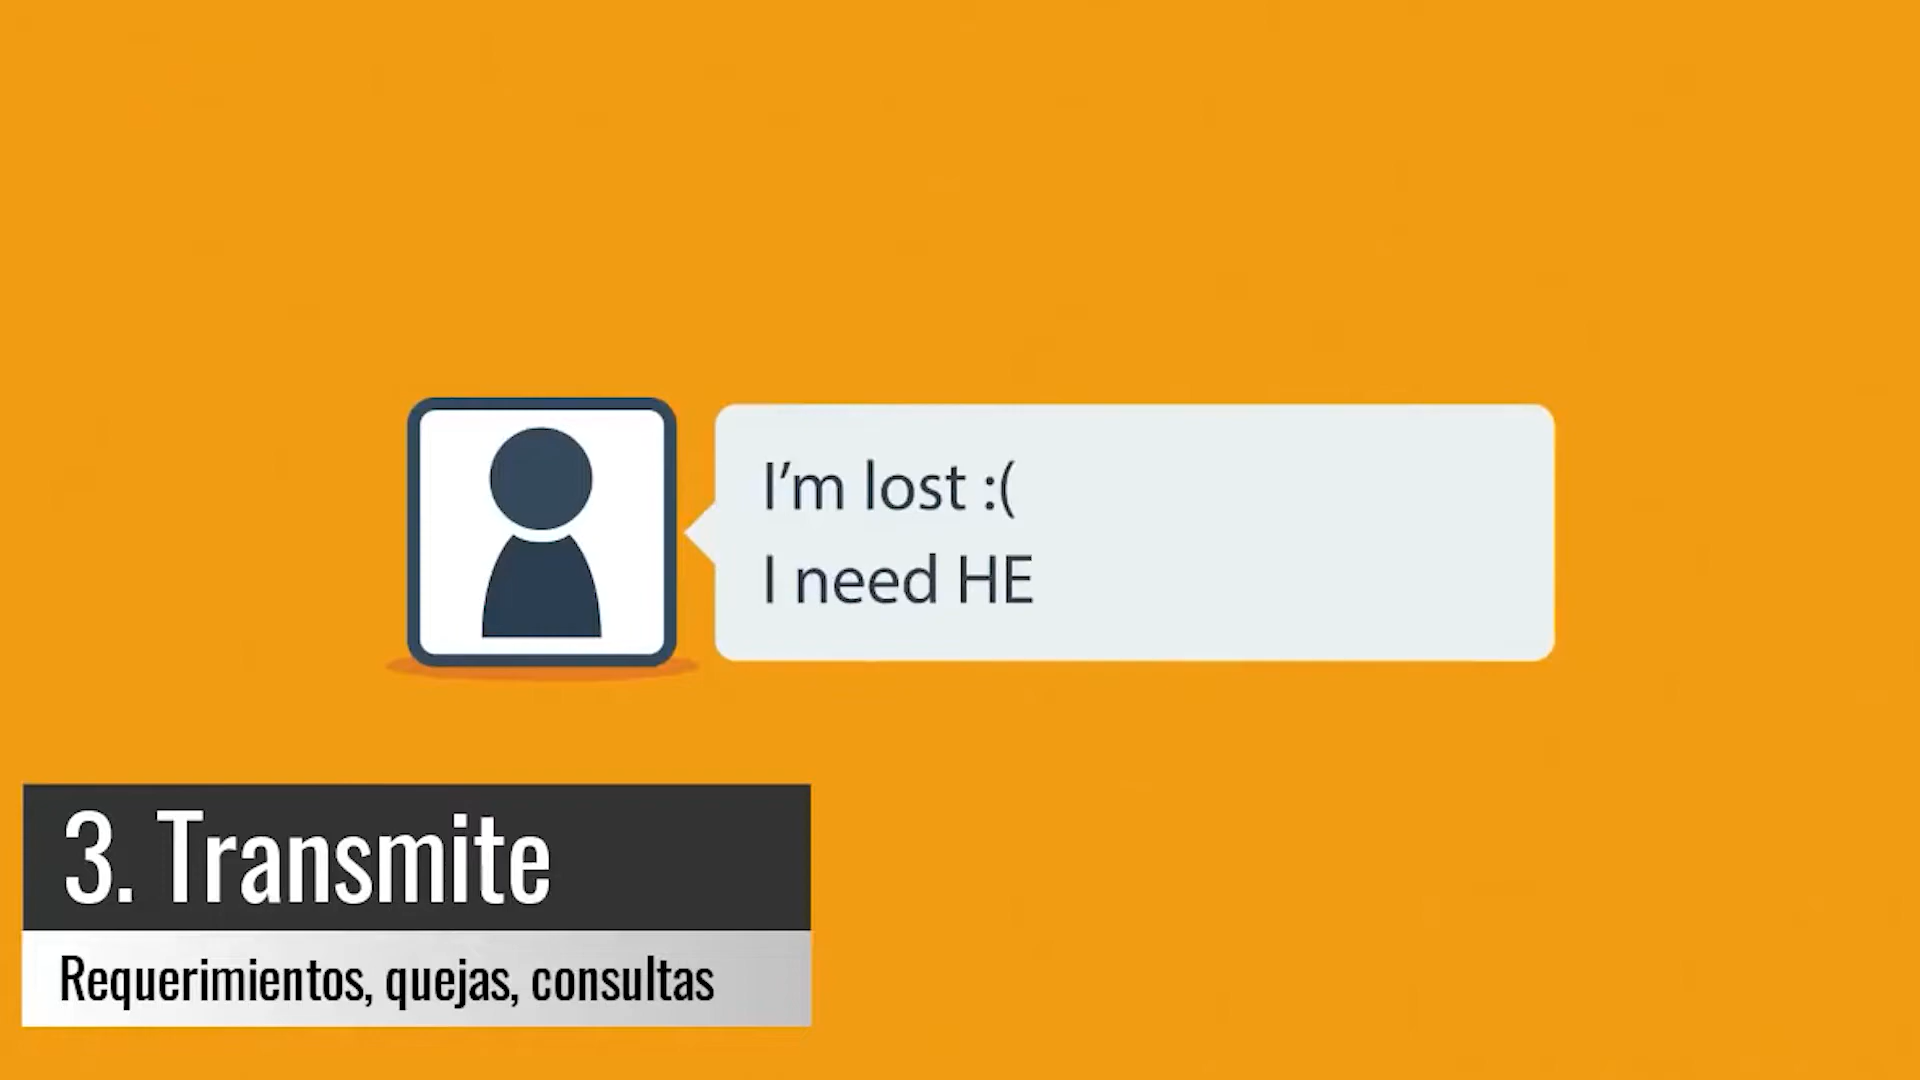 I’m lost :(
I need HE
3. Transmite
Requerimientos, quejas, consultas